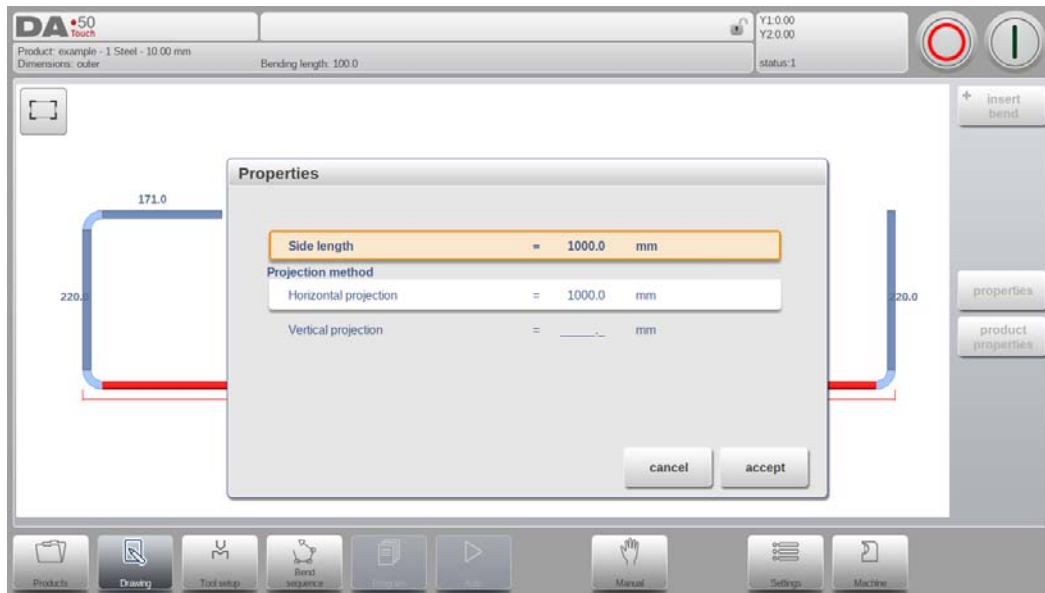 DA•50
Touch
Y1:0.00
Y2:0.00
Product: example - 1 Steel - 10.00 mm
Dimensions: outer
Bending length: 100.0
status:1
+ insert
bend
Properties
171.0
Side length = 1000.0 mm
Projection method
220.0
Horizontal projection = 1000.0 mm
20.0
properties
Vertical projection = _____._ mm
product
properties
cancel
accept
Products
Drawing
Tool setup
Bend
sequence
Program
Auto
Manual
Settings
Machine